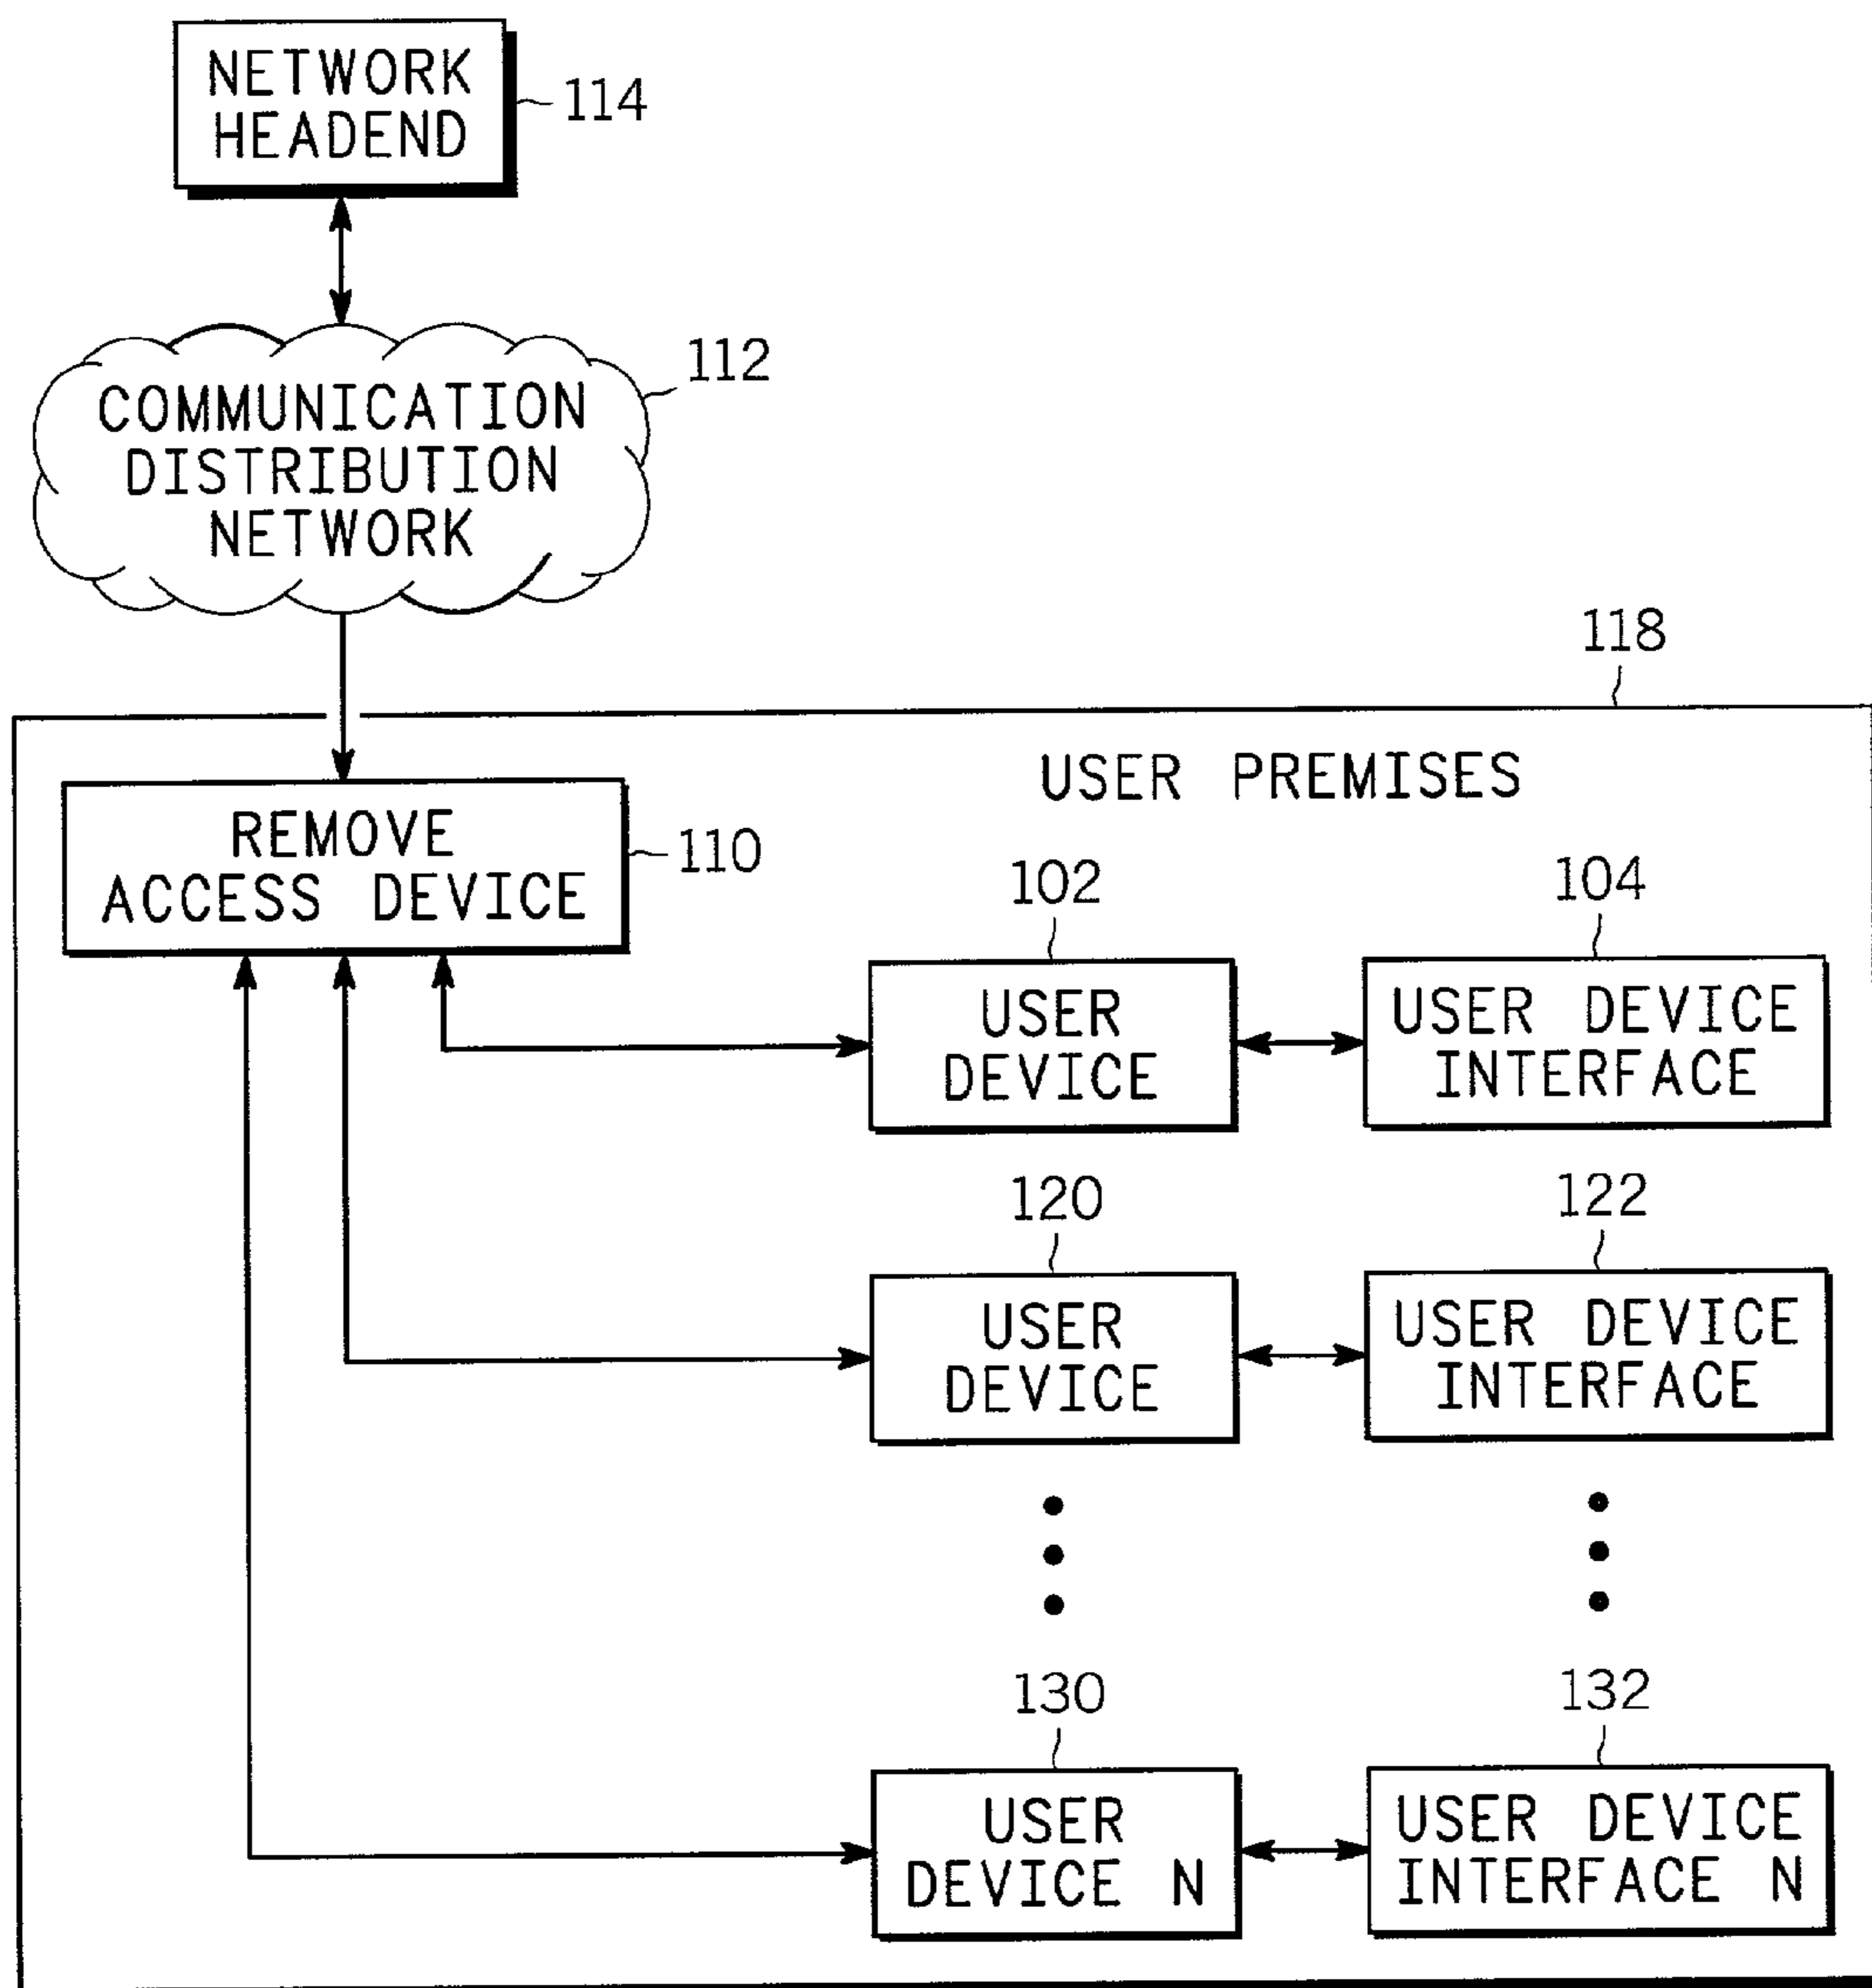 NETWORK
HEADEND
114
COMMUNICATION
DISTRIBUTION
NETWORK
112
118
USER PREMISES
REMOVE
ACCESS DEVICE
110
102
104
USER
DEVICE
USER DEVICE
INTERFACE
120
122
USER
DEVICE
USER DEVICE
INTERFACE
130
132
USER
DEVICE N
USER DEVICE
INTERFACE N